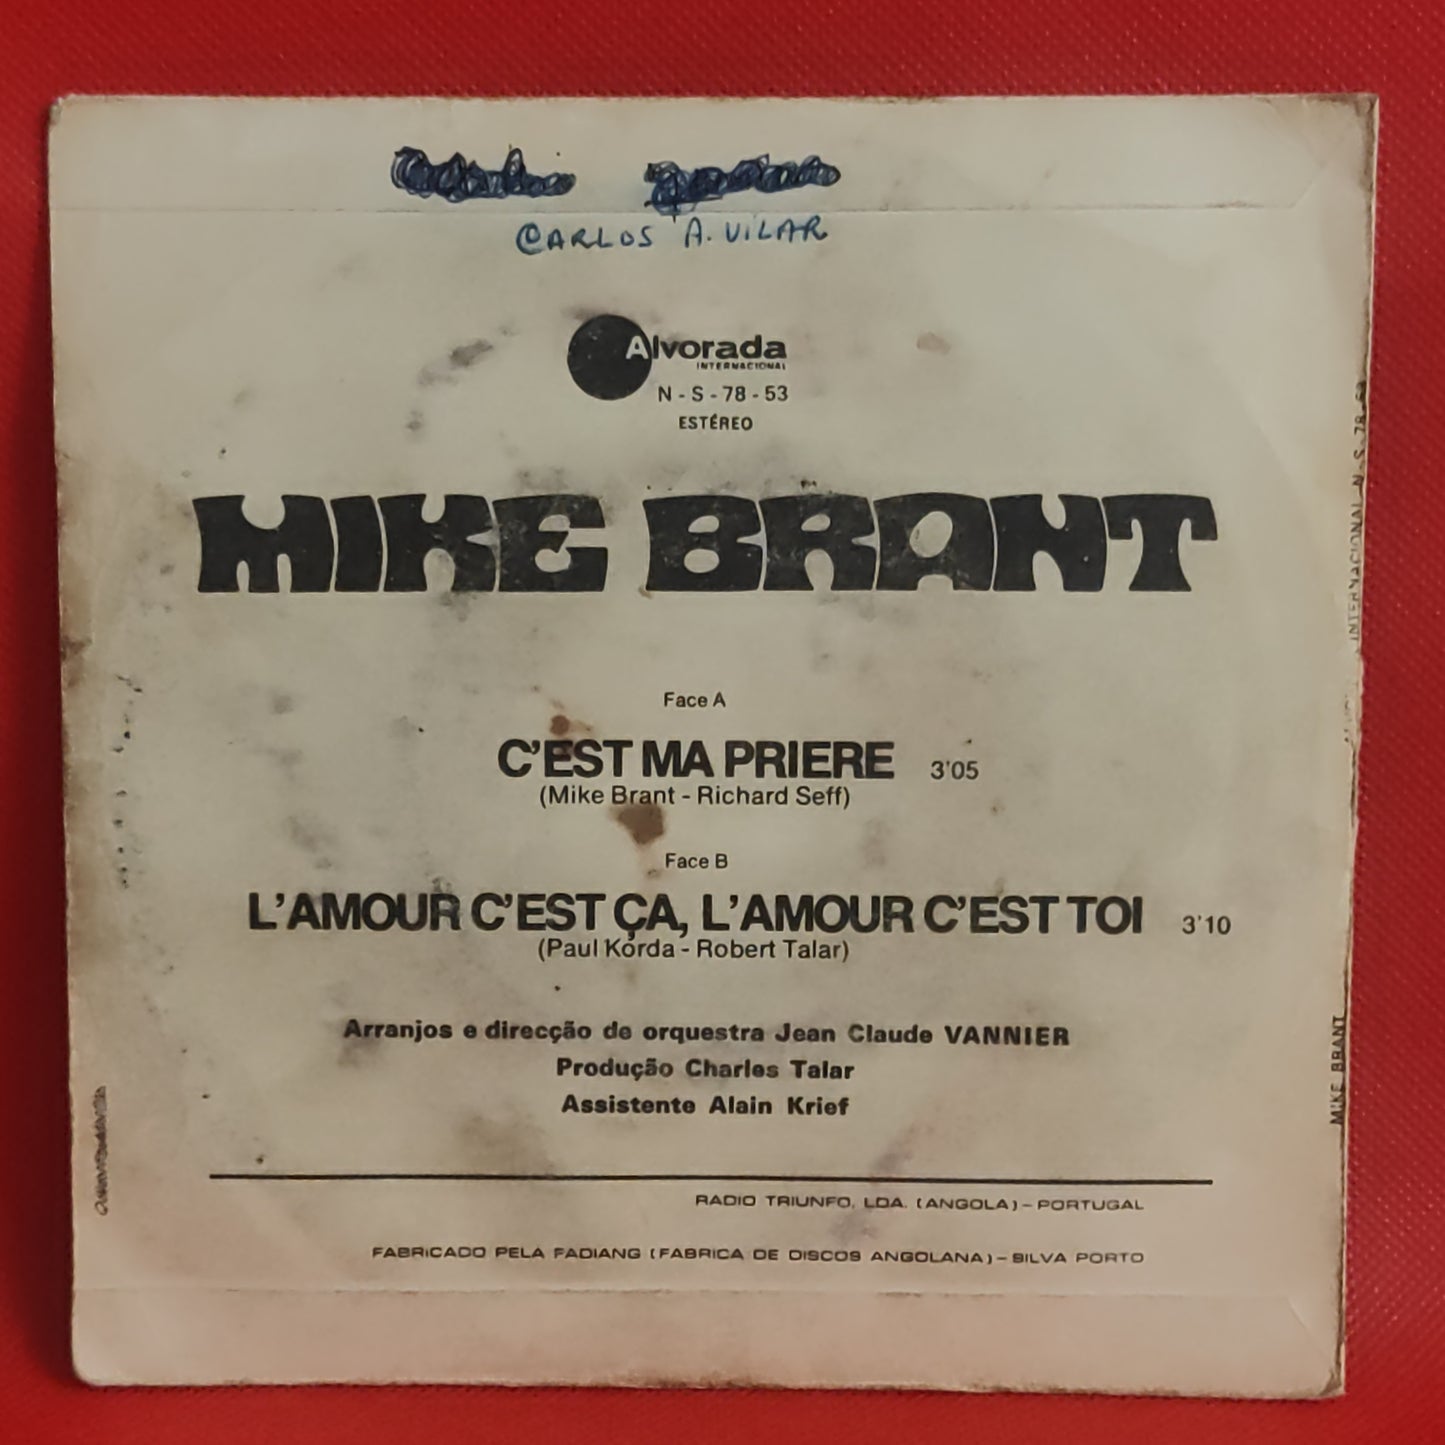 CARLOS A. VILAR
Alvorada
INTERNACIONAL
N-S-78-53
ESTÉREO
MIKE BRANT
Face A
C'EST MA PRIERE 3'05
(Mike Brant - Richard Seff)
Face B
L'AMOUR C'EST ÇA, L'AMOUR C'EST TOI 3'10
(Paul Korda - Robert Talar)
Arranjos e direcção de orquestra Jean Claude VANNIER
Produção Charles Talar
Assistente Alain Krief
RADIO TRIUNFO, LDA. (ANGOLA) – PORTUGAL
FABRICADO PELA FADIANG (FABRICA DE DISCOS ANGOLANA) – SILVA PORTO
MIKE BRANT
INTERNACIONAL N-S-78-53